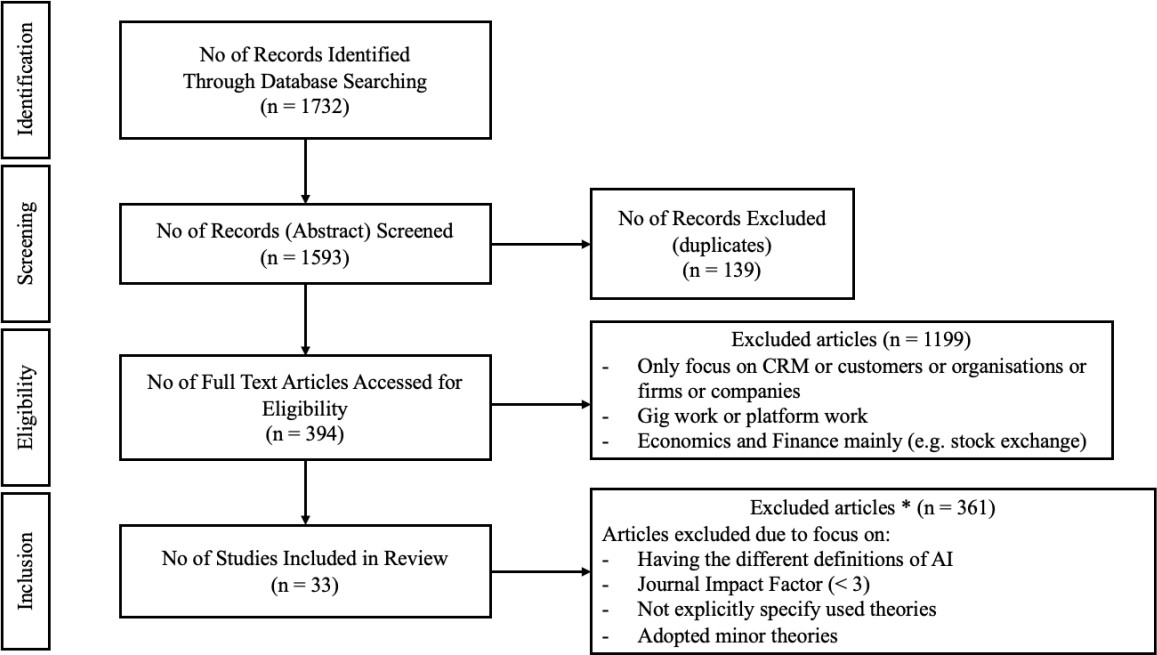 Identification
No of Records Identified
Through Database Searching
(n = 1732)
Screening
No of Records (Abstract) Screened
(n = 1593)
No of Records Excluded
(duplicates)
(n = 139)
Eligibility
No of Full Text Articles Accessed for
Eligibility
(n = 394)
Excluded articles (n = 1199)
- Only focus on CRM or customers or organisations or
firms or companies
- Gig work or platform work
- Economics and Finance mainly (e.g. stock exchange)
Inclusion
No of Studies Included in Review
(n = 33)
Excluded articles * (n = 361)
Articles excluded due to focus on:
- Having the different definitions of AI
- Journal Impact Factor (< 3)
- Not explicitly specify used theories
- Adopted minor theories